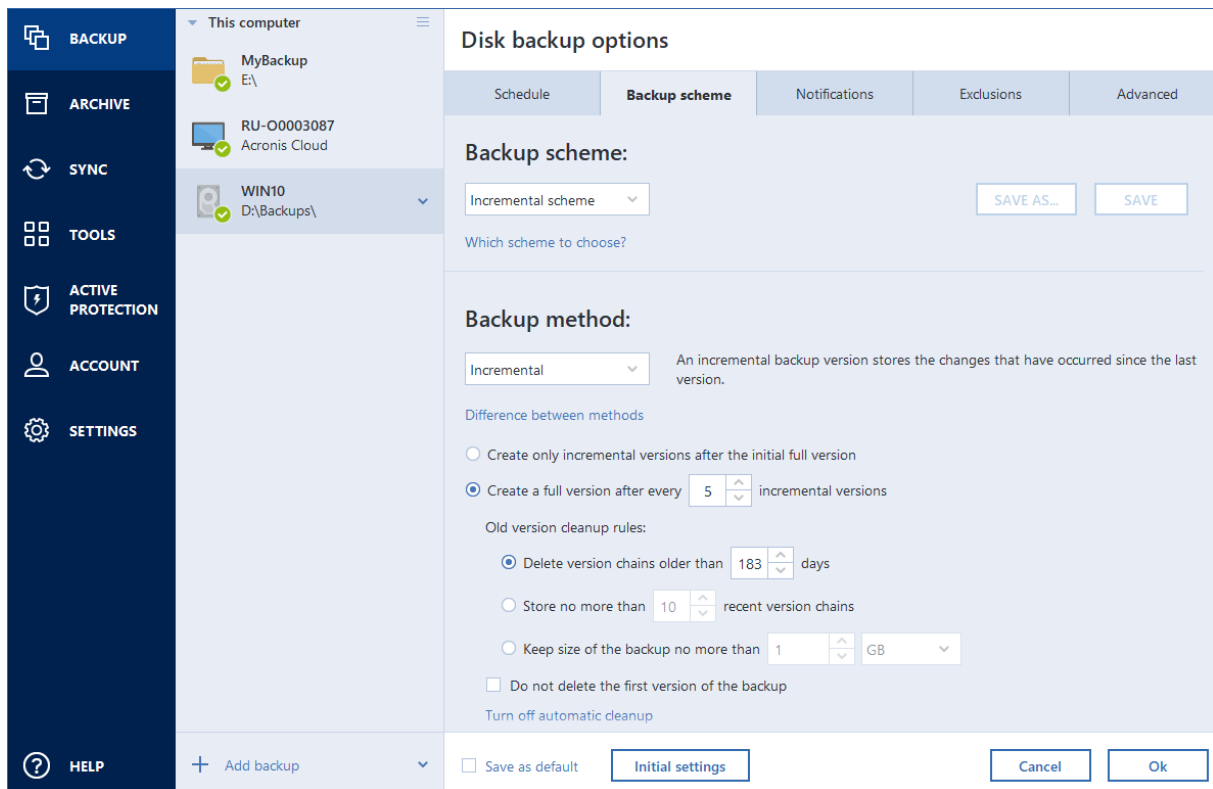 BACKUP
ARCHIVE
SYNC
TOOLS
ACTIVE
PROTECTION
ACCOUNT
SETTINGS
HELP
This computer
MyBackup
E:\
RU-O0003087
Acronis Cloud
WIN10
D:\Backups\
Add backup
Disk backup options
Schedule
Backup scheme
Notifications
Exclusions
Advanced
Backup scheme:
Incremental scheme
SAVE AS...
SAVE
Which scheme to choose?
Backup method:
Incremental
An incremental backup version stores the changes that have occurred since the last
version.
Difference between methods
Create only incremental versions after the initial full version
Create a full version after every 5 incremental versions
Old version cleanup rules:
Delete version chains older than 183 days
Store no more than 10 recent version chains
Keep size of the backup no more than 1 GB
Do not delete the first version of the backup
Turn off automatic cleanup
Save as default
Initial settings
Cancel
Ok